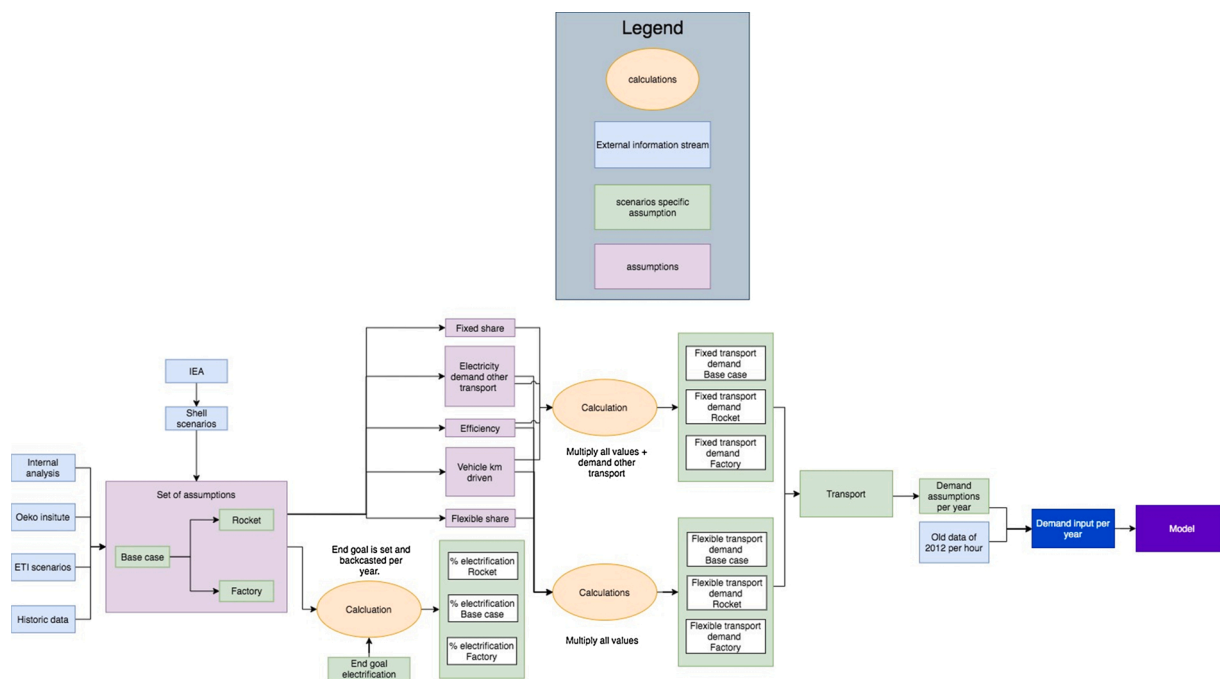 Legend
calculations
External information stream
scenarios specific
assumption
assumptions
IEA
Shell
scenarios
Internal
analysis
Oeko insitute
ETI scenarios
Historic data
Set of assumptions
Base case
Rocket
Factory
Fixed share
Electricity
demand other
transport
Efficiency
Vehicle km
driven
Flexible share
End goal is set and
backcasted per
year.
Calcluation
End goal
electrification
% electrification
Rocket
% electrification
Base case
% electrification
Factory
Calculation
Multiply all values +
demand other
transport
Calculations
Multiply all values
Fixed transport
demand
Base case
Fixed transport
demand
Rocket
Fixed transport
demand
Factory
Flexible transport
demand
Base case
Flexible transport
demand
Rocket
Flexible transport
demand
Factory
Transport
Demand
assumptions per
year
Old data of
2012 per hour
Demand input per
year
Model